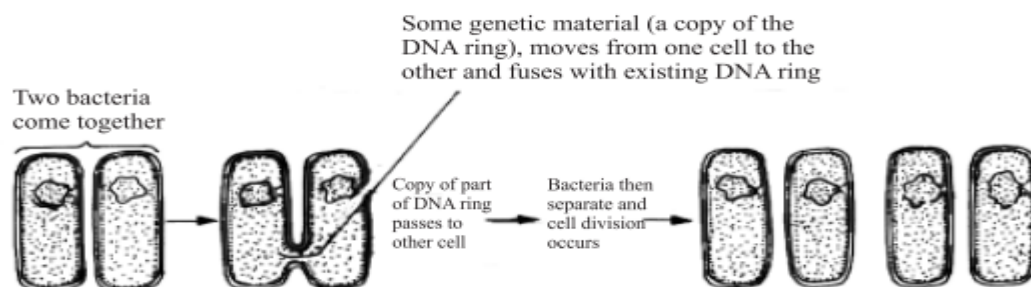 Some genetic material (a copy of the
DNA ring), moves from one cell to the
other and fuses with existing DNA ring
Two bacteria
come together
Copy of part
of DNA ring
passes to
other cell
Bacteria then
separate and
cell division
occurs